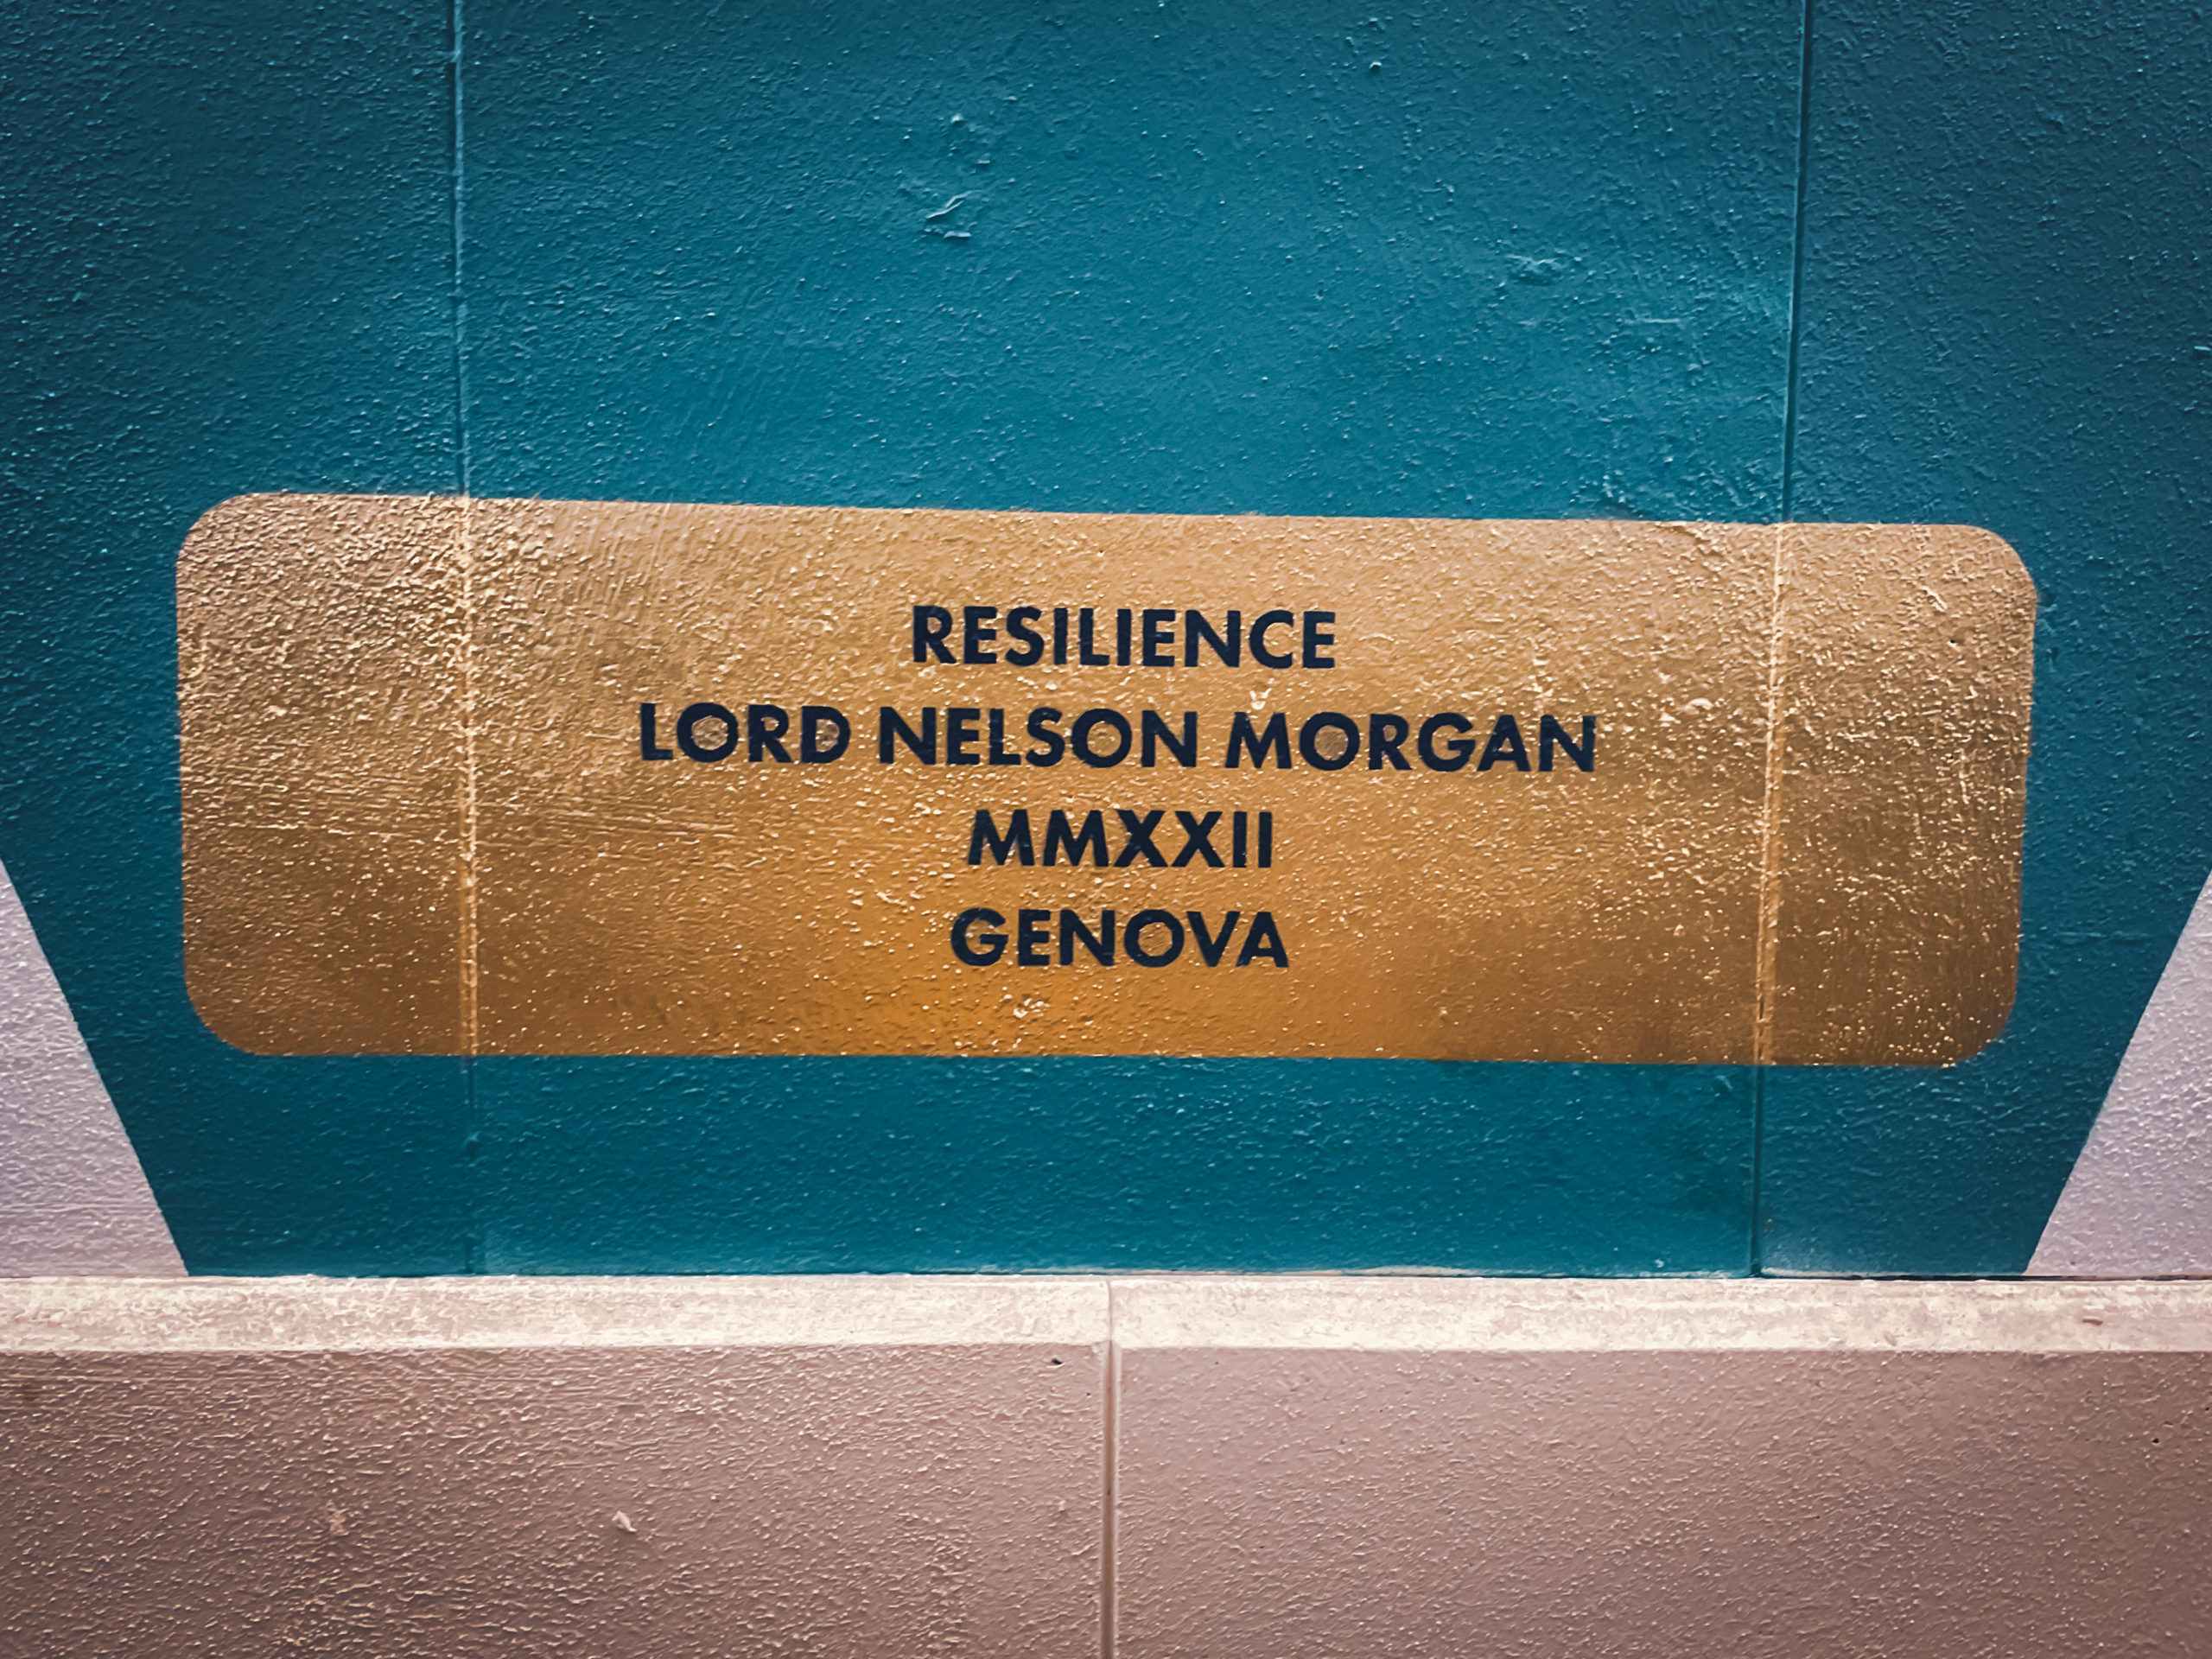 RESILIENCE
LORD NELSON MORGAN
MMXXII
GENOVA